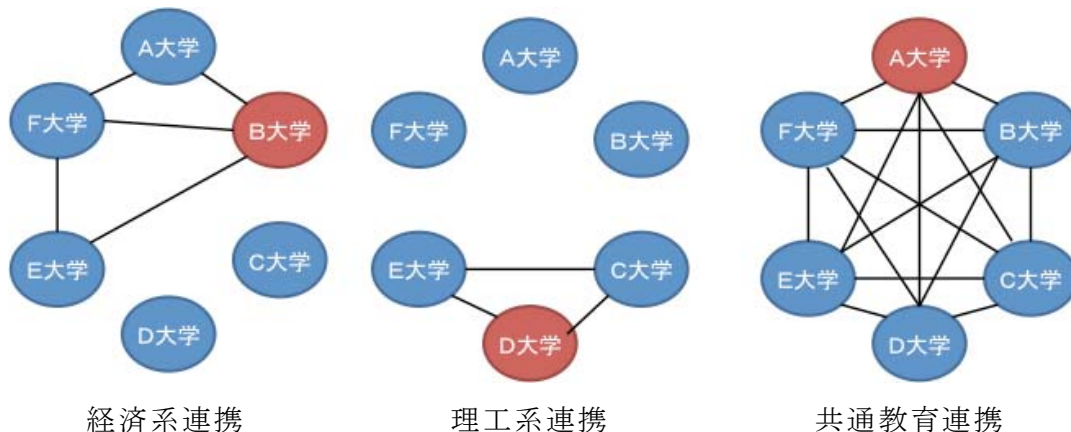 A大学
F大学
B大学
E大学
C大学
D大学
経済系連携
A大学
F大学
B大学
E大学
C大学
D大学
理工系連携
A大学
F大学
B大学
E大学
C大学
D大学
共通教育連携